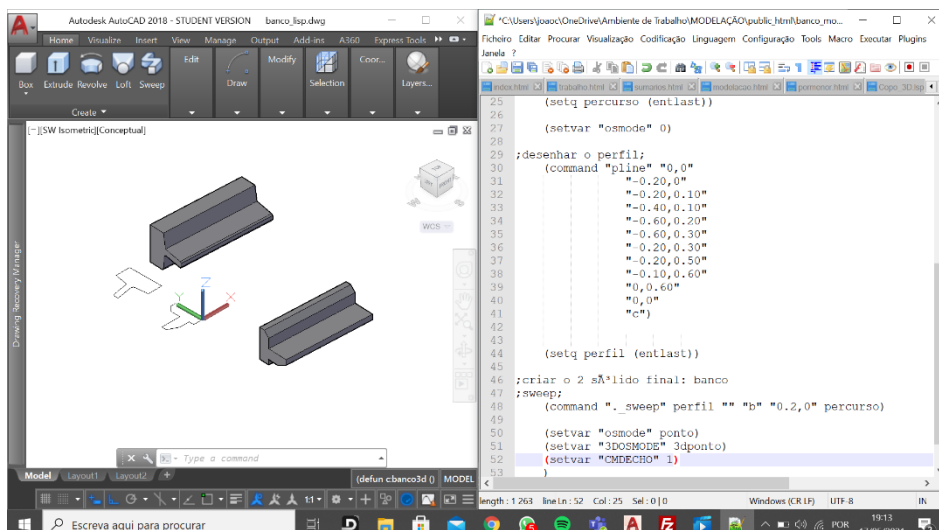 Autodesk AutoCAD 2018 - STUDENT VERSION banco_lisp.dwg
Home Visualize Insert View Manage Output Add-ins A360 Express Tools
Box Extrude Revolve Loft Sweep
Edit
Draw
Modify
Selection
Coor...
Layers...
Create
[-][SW Isometric][Conceptual]
WCS
Drawing Recovery Manager
Z
Y
X
Type a command
Model Layout1 Layout2 +
(defun c:banco3d () MODEL
1:1
Escreva aqui para procurar
*C:\Users\joaoc\OneDrive\Ambiente de Trabalho\MODELAÇÃO\public_html\banco_mo...
Ficheiro Editar Procurar Visualização Codificação Linguagem Configuração Tools Macro Executar Plugins
Janela ?
index.html trabalho.html sumarios.html modulacao.html pormenor.html Copo_3D.lsp
25 (setq percurso (entlast))
26
27 (setvar "osmode" 0)
28
29 ;desenhar o perfil;
30 (command "pline" "0,0"
31 "-0.20,0"
32 "-0.20,0.10"
33 "-0.40,0.10"
34 "-0.60,0.20"
35 "-0.60,0.30"
36 "-0.20,0.30"
37 "-0.20,0.50"
38 "-0.10,0.60"
39 "0,0.60"
40 "0,0"
41 "c")
42
43
44 (setq perfil (entlast))
45
46 ;criar o 2 sÃ³lido final: banco
47 ;sweep;
48 (command "._sweep" perfil "" "b" "0.2,0" percurso)
49
50 (setvar "osmode" ponto)
51 (setvar "3DOSMODE" 3dponto)
52 (setvar "CMDECHO" 1)
53 )
length : 1 263 line Ln : 52 Col : 25 Sel : 0 | 0 Windows (CR LF) UTF-8 IN
POR
19:13